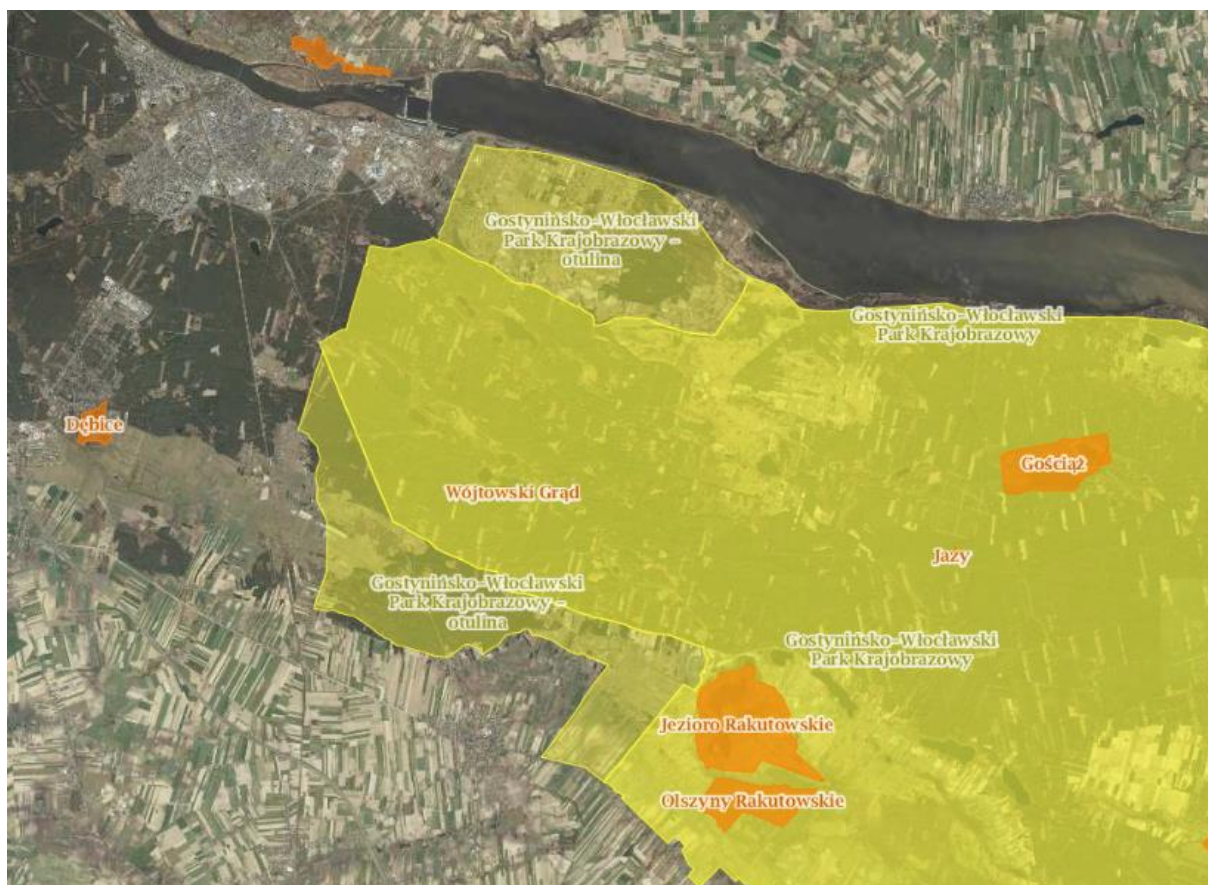 Gostynińsko-Włocławski
Park Krajobrazowy –
otulina
Gostynińsko-Włocławski
Park Krajobrazowy
Dębice
Gościąż
Wójtowski Grąd
Jazy
Gostynińsko-Włocławski
Park Krajobrazowy –
otulina
Gostynińsko-Włocławski
Park Krajobrazowy
Jezioro Rakutowskie
Olszyny Rakutowskie